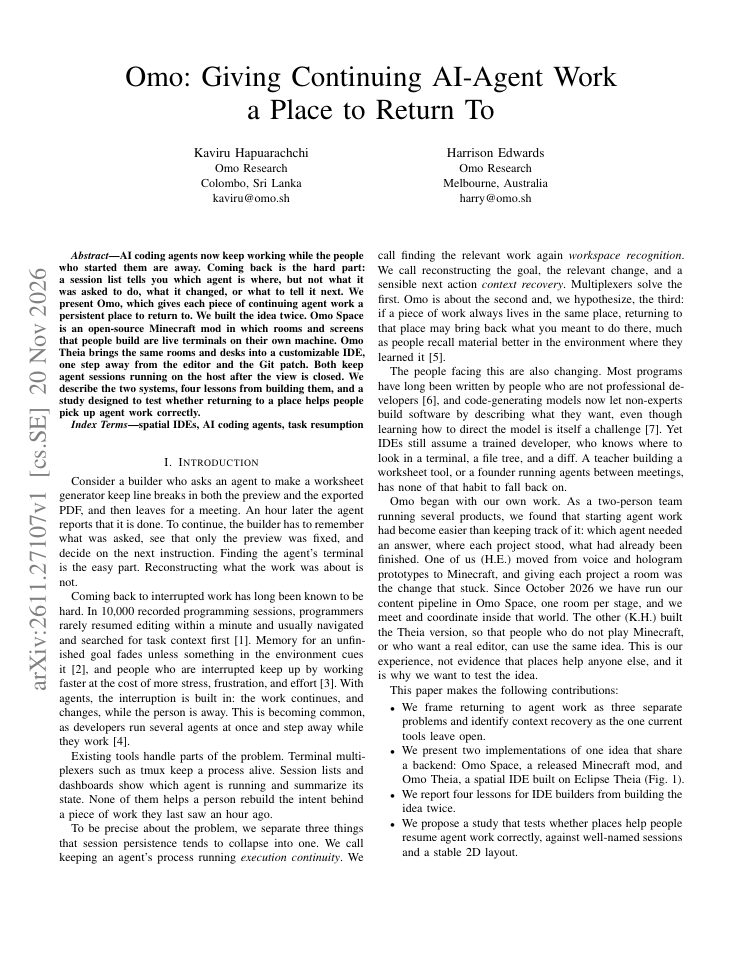 Omo: Giving Continuing AI-Agent Work
a Place to Return To
Kaviru Hapuarachchi
Omo Research
Colombo, Sri Lanka
kaviru@omo.sh
Harrison Edwards
Omo Research
Melbourne, Australia
harry@omo.sh
arXiv:2611.27107v1 [cs.SE] 20 Nov 2026
Abstract—AI coding agents now keep working while the people
who started them are away. Coming back is the hard part:
a session list tells you which agent is where, but not what it
was asked to do, what it changed, or what to tell it next. We
present Omo, which gives each piece of continuing agent work a
persistent place to return to. We built the idea twice. Omo Space
is an open-source Minecraft mod in which rooms and screens
that people build are live terminals on their own machine. Omo
Theia brings the same rooms and desks into a customizable IDE,
one step away from the editor and the Git patch. Both keep
agent sessions running on the host after the view is closed. We
describe the two systems, four lessons from building them, and a
study designed to test whether returning to a place helps people
pick up agent work correctly.
Index Terms—spatial IDEs, AI coding agents, task resumption
I. INTRODUCTION
Consider a builder who asks an agent to make a worksheet
generator keep line breaks in both the preview and the exported
PDF, and then leaves for a meeting. An hour later the agent
reports that it is done. To continue, the builder has to remember
what was asked, see that only the preview was fixed, and
decide on the next instruction. Finding the agent's terminal
is the easy part. Reconstructing what the work was about is
not.
Coming back to interrupted work has long been known to be
hard. In 10,000 recorded programming sessions, programmers
rarely resumed editing within a minute and usually navigated
and searched for task context first [1]. Memory for an unfin-
ished goal fades unless something in the environment cues
it [2], and people who are interrupted keep up by working
faster at the cost of more stress, frustration, and effort [3]. With
agents, the interruption is built in: the work continues, and
changes, while the person is away. This is becoming common,
as developers run several agents at once and step away while
they work [4].
Existing tools handle parts of the problem. Terminal multi-
plexers such as tmux keep a process alive. Session lists and
dashboards show which agent is running and summarize its
state. None of them helps a person rebuild the intent behind
a piece of work they last saw an hour ago.
To be precise about the problem, we separate three things
that session persistence tends to collapse into one. We call
keeping an agent's process running execution continuity. We
call finding the relevant work again workspace recognition.
We call reconstructing the goal, the relevant change, and a
sensible next action context recovery. Multiplexers solve the
first. Omo is about the second and, we hypothesize, the third:
if a piece of work always lives in the same place, returning to
that place may bring back what you meant to do there, much
as people recall material better in the environment where they
learned it [5].
The people facing this are also changing. Most programs
have long been written by people who are not professional de-
velopers [6], and code-generating models now let non-experts
build software by describing what they want, even though
learning how to direct the model is itself a challenge [7]. Yet
IDEs still assume a trained developer, who knows where to
look in a terminal, a file tree, and a diff. A teacher building a
worksheet tool, or a founder running agents between meetings,
has none of that habit to fall back on.
Omo began with our own work. As a two-person team
running several products, we found that starting agent work
had become easier than keeping track of it: which agent needed
an answer, where each project stood, what had already been
finished. One of us (H.E.) moved from voice and hologram
prototypes to Minecraft, and giving each project a room was
the change that stuck. Since October 2026 we have run our
content pipeline in Omo Space, one room per stage, and we
meet and coordinate inside that world. The other (K.H.) built
the Theia version, so that people who do not play Minecraft,
or who want a real editor, can use the same idea. This is our
experience, not evidence that places help anyone else, and it
is why we want to test the idea.
This paper makes the following contributions:
• We frame returning to agent work as three separate
problems and identify context recovery as the one current
tools leave open.
• We present two implementations of one idea that share
a backend: Omo Space, a released Minecraft mod, and
Omo Theia, a spatial IDE built on Eclipse Theia (Fig. 1).
• We report four lessons for IDE builders from building the
idea twice.
• We propose a study that tests whether places help people
resume agent work correctly, against well-named sessions
and a stable 2D layout.